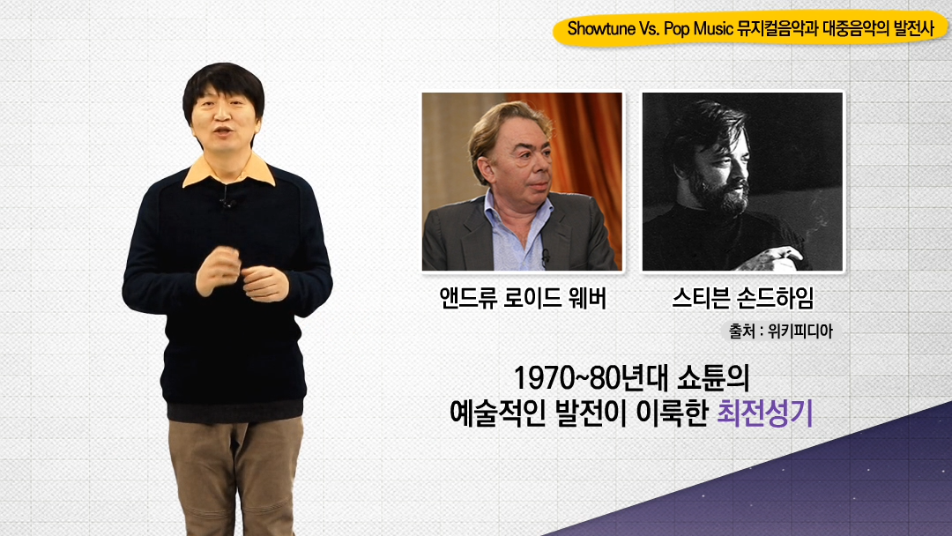 Showtune Vs. Pop Music 뮤지컬음악과 대중음악의 발전사
앤드류 로이드 웨버
스티븐 손드하임
출처 : 위키피디아
1970~80년대 쇼튠의
예술적인 발전이 이룩한 최전성기